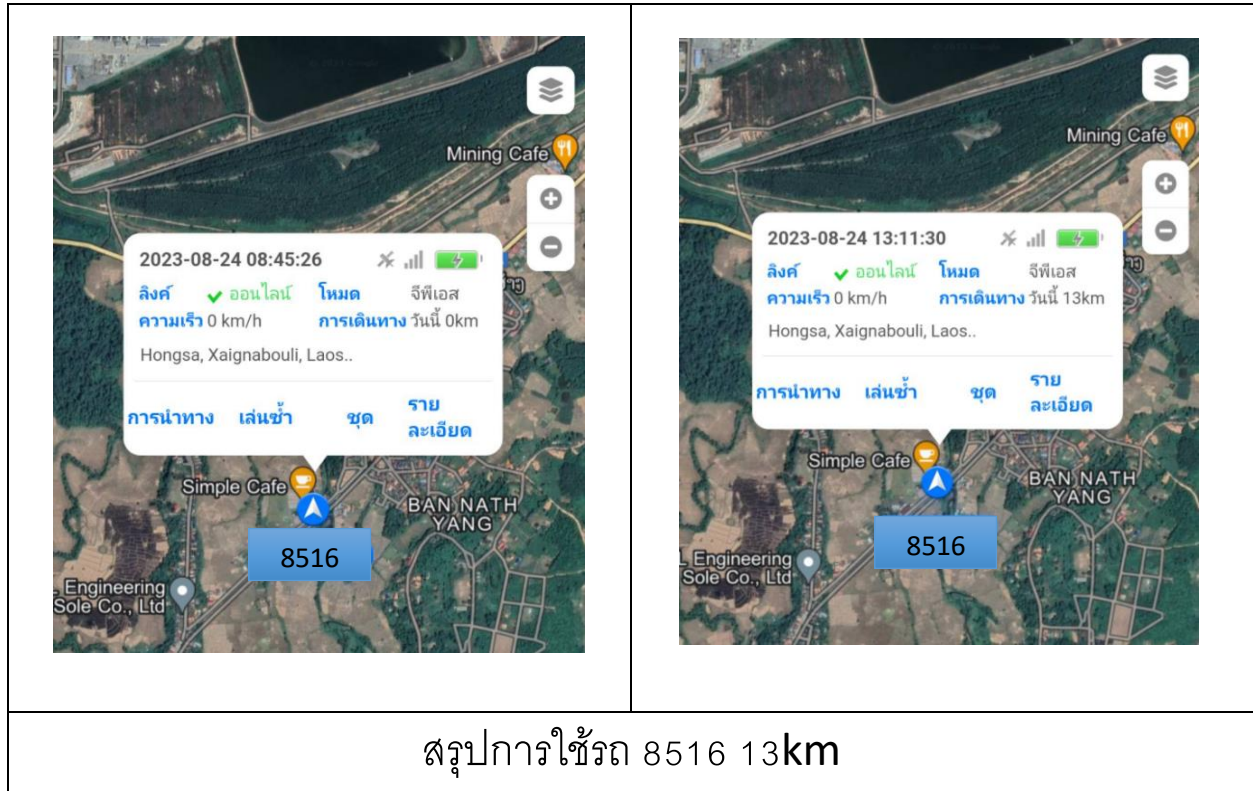 Mining Cafe
2023-08-24 08:45:26
ลิงค์ ออนไลน์ โหมด จีพีเอส
ความเร็ว 0 km/h การเดินทาง วันนี้ 0km
Hongsa, Xaignabouli, Laos..
การนำทาง เล่นซ้ำ ชุด ราย
ละเอียด
Simple Cafe
BAN NATH
YANG
8516
Engineering
Sole Co., Ltd
Mining Cafe
2023-08-24 13:11:30
ลิงค์ ออนไลน์ โหมด จีพีเอส
ความเร็ว 0 km/h การเดินทาง วันนี้ 13km
Hongsa, Xaignabouli, Laos..
การนำทาง เล่นซ้ำ ชุด ราย
ละเอียด
Simple Cafe
BAN NATH
YANG
8516
Engineering
Sole Co., Ltd
สรุปการใช้รถ 8516 13km